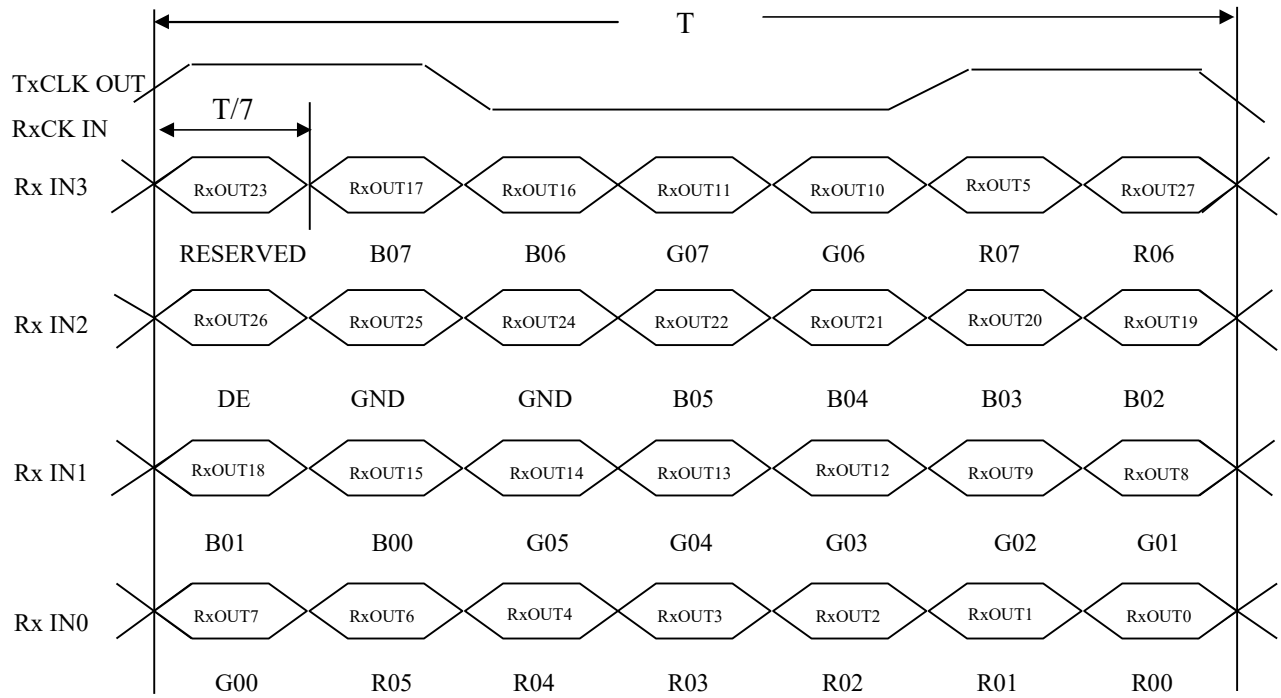 T
TxCLK OUT
T/7
RxCK IN
Rx IN3 RxOUT23 RxOUT17 RxOUT16 RxOUT11 RxOUT10 RxOUT5 RxOUT27
RESERVED B07 B06 G07 G06 R07 R06
Rx IN2 RxOUT26 RxOUT25 RxOUT24 RxOUT22 RxOUT21 RxOUT20 RxOUT19
DE GND GND B05 B04 B03 B02
Rx IN1 RxOUT18 RxOUT15 RxOUT14 RxOUT13 RxOUT12 RxOUT9 RxOUT8
B01 B00 G05 G04 G03 G02 G01
Rx IN0 RxOUT7 RxOUT6 RxOUT4 RxOUT3 RxOUT2 RxOUT1 RxOUT0
G00 R05 R04 R03 R02 R01 R00